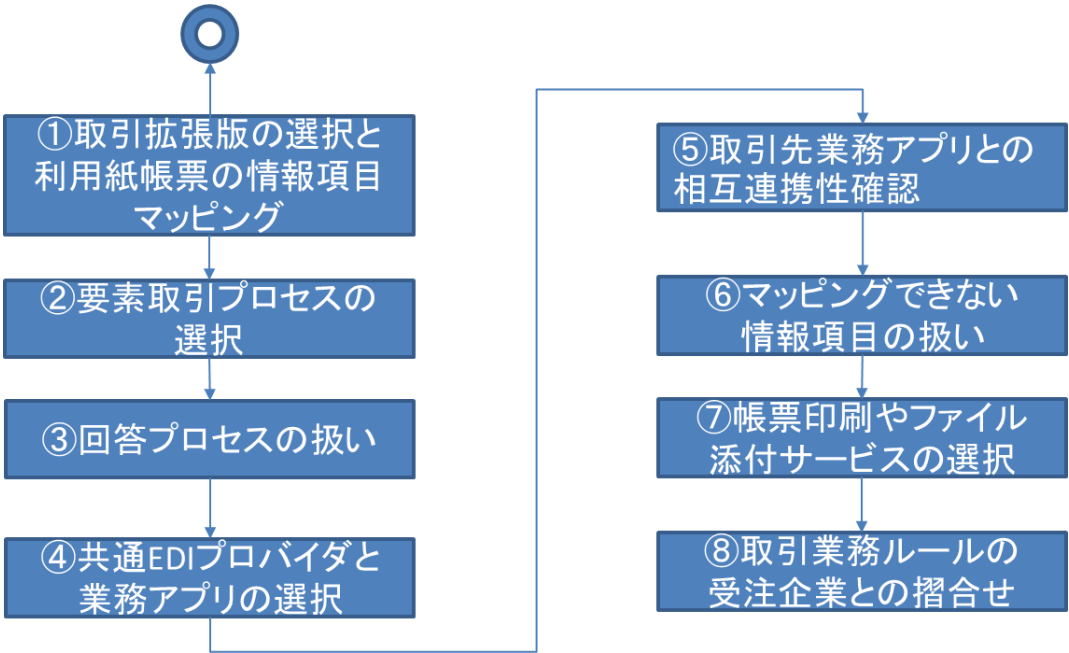 ①取引拡張版の選択と
利用紙帳票の情報項目
マッピング
②要素取引プロセスの
選択
③回答プロセスの扱い
④共通EDIプロバイダと
業務アプリの選択
⑤取引先業務アプリとの
相互連携性確認
⑥マッピングできない
情報項目の扱い
⑦帳票印刷やファイル
添付サービスの選択
⑧取引業務ルールの
受注企業との摺合せ